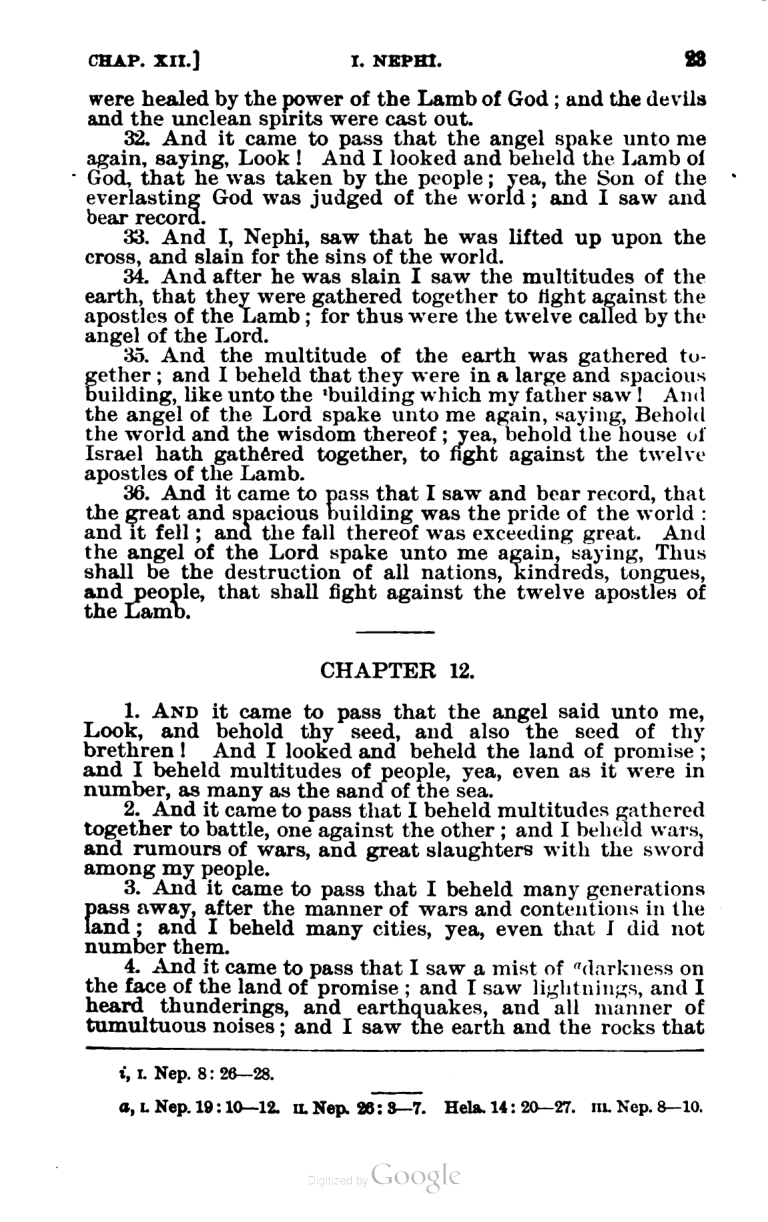 CHAP. XII.] I. NEPHI. 23
were healed by the power of the Lamb of God ; and the devils
and the unclean spirits were cast out.
32. And it came to pass that the angel spake unto me
again, saying, Look ! And I looked and beheld the Lamb of
God, that he was taken by the people ; yea, the Son of the
everlasting God was judged of the world ; and I saw and
bear record.
33. And I, Nephi, saw that he was lifted up upon the
cross, and slain for the sins of the world.
34. And after he was slain I saw the multitudes of the
earth, that they were gathered together to fight against the
apostles of the Lamb ; for thus were the twelve called by the
angel of the Lord.
35. And the multitude of the earth was gathered to-
gether ; and I beheld that they were in a large and spacious
building, like unto the ⁱbuilding which my father saw ! And
the angel of the Lord spake unto me again, saying, Behold
the world and the wisdom thereof ; yea, behold the house of
Israel hath gathered together, to fight against the twelve
apostles of the Lamb.
36. And it came to pass that I saw and bear record, that
the great and spacious building was the pride of the world :
and it fell ; and the fall thereof was exceeding great. And
the angel of the Lord spake unto me again, saying, Thus
shall be the destruction of all nations, kindreds, tongues,
and people, that shall fight against the twelve apostles of
the Lamb.
CHAPTER 12.
1. AND it came to pass that the angel said unto me,
Look, and behold thy seed, and also the seed of thy
brethren ! And I looked and beheld the land of promise ;
and I beheld multitudes of people, yea, even as it were in
number, as many as the sand of the sea.
2. And it came to pass that I beheld multitudes gathered
together to battle, one against the other ; and I beheld wars,
and rumours of wars, and great slaughters with the sword
among my people.
3. And it came to pass that I beheld many generations
pass away, after the manner of wars and contentions in the
land ; and I beheld many cities, yea, even that I did not
number them.
4. And it came to pass that I saw a mist of ᵃdarkness on
the face of the land of promise ; and I saw lightnings, and I
heard thunderings, and earthquakes, and all manner of
tumultuous noises ; and I saw the earth and the rocks that
i, I. Nep. 8 : 26—28.
a, I. Nep. 19 : 10—12. II. Nep. 26 : 3—7. Hela. 14 : 20—27. III. Nep. 8—10.
Digitized by Google